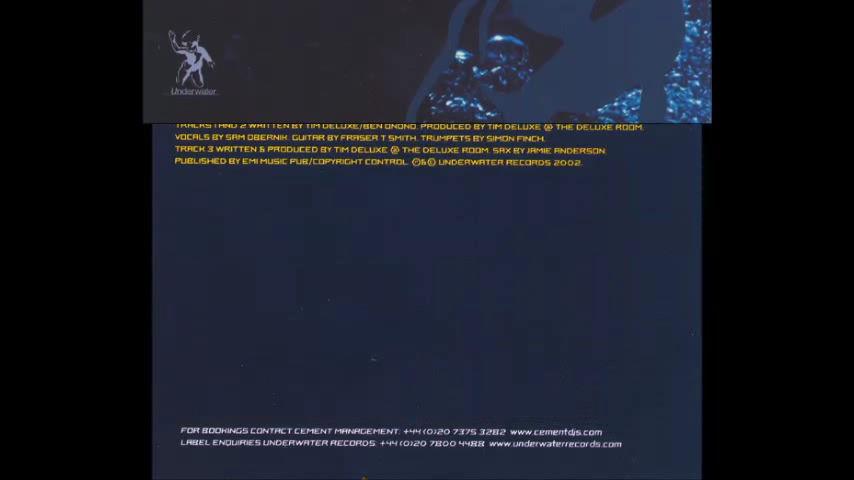 Underwater
TRACKS 1 AND 2 WRITTEN BY TIM DELUXE/BEN ONONO. PRODUCED BY TIM DELUXE @ THE DELUXE ROOM.
VOCALS BY SAM OBERNIK. GUITAR BY FRASER T SMITH. TRUMPETS BY SIMON FINCH.
TRACK 3 WRITTEN & PRODUCED BY TIM DELUXE @ THE DELUXE ROOM. SAX BY JAMIE ANDERSON.
PUBLISHED BY EMI MUSIC PUB/COPYRIGHT CONTROL. ℗&© UNDERWATER RECORDS 2002.
FOR BOOKINGS CONTACT CEMENT MANAGEMENT: +44 (0)20 7375 3282 www.cementdjs.com
LABEL ENQUIRIES UNDERWATER RECORDS: +44 (0)20 7800 4488 www.underwaterrecords.com